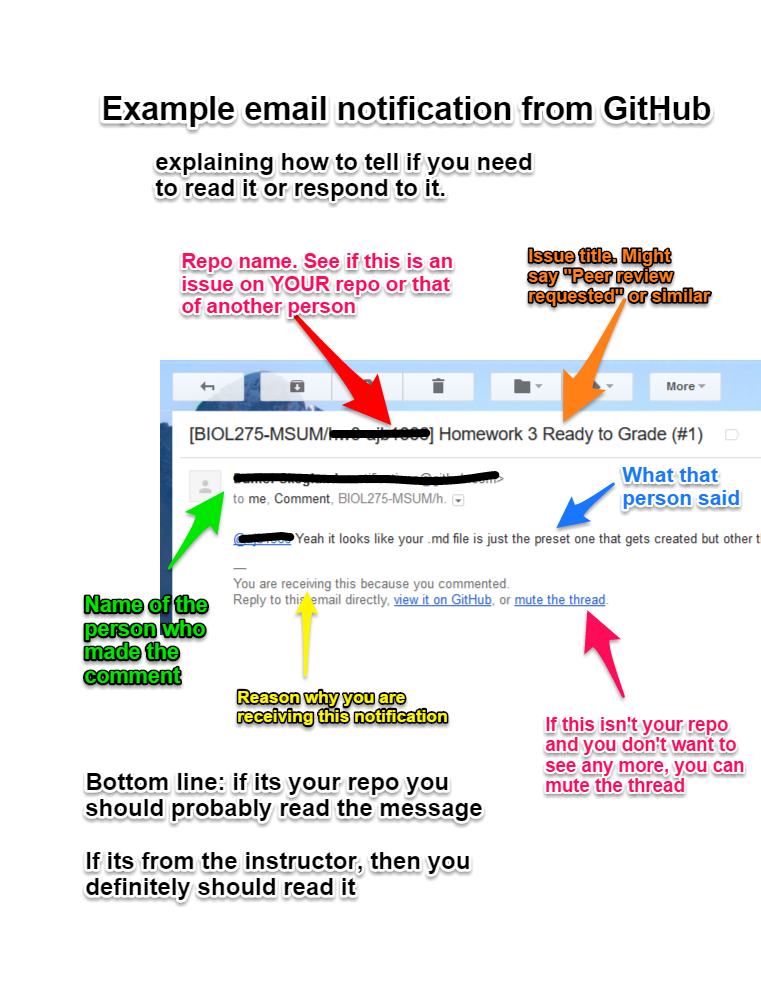 Example email notification from GitHub
explaining how to tell if you need
to read it or respond to it.
Repo name. See if this is an
issue on YOUR repo or that
of another person
Issue title. Might
say "Peer review
requested" or similar
More
[BIOL275-MSUM/ ] Homework 3 Ready to Grade (#1)
to me, Comment, BIOL275-MSUM/h.
What that
person said
Yeah it looks like your .md file is just the preset one that gets created but other
—
You are receiving this because you commented.
Reply to this email directly, view it on GitHub, or mute the thread.
Name of the
person who
made the
comment
Reason why you are
receiving this notification
If this isn't your repo
and you don't want to
see any more, you can
mute the thread
Bottom line: if its your repo you
should probably read the message
If its from the instructor, then you
definitely should read it